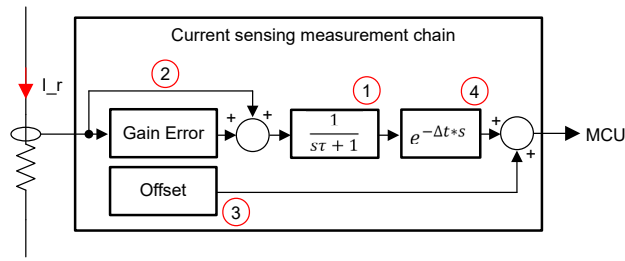 Current sensing measurement chain
I_r
②
①
④
+
+
+
+
Gain Error
1
sτ + 1
e^{−Δt∗s}
MCU
Offset
③